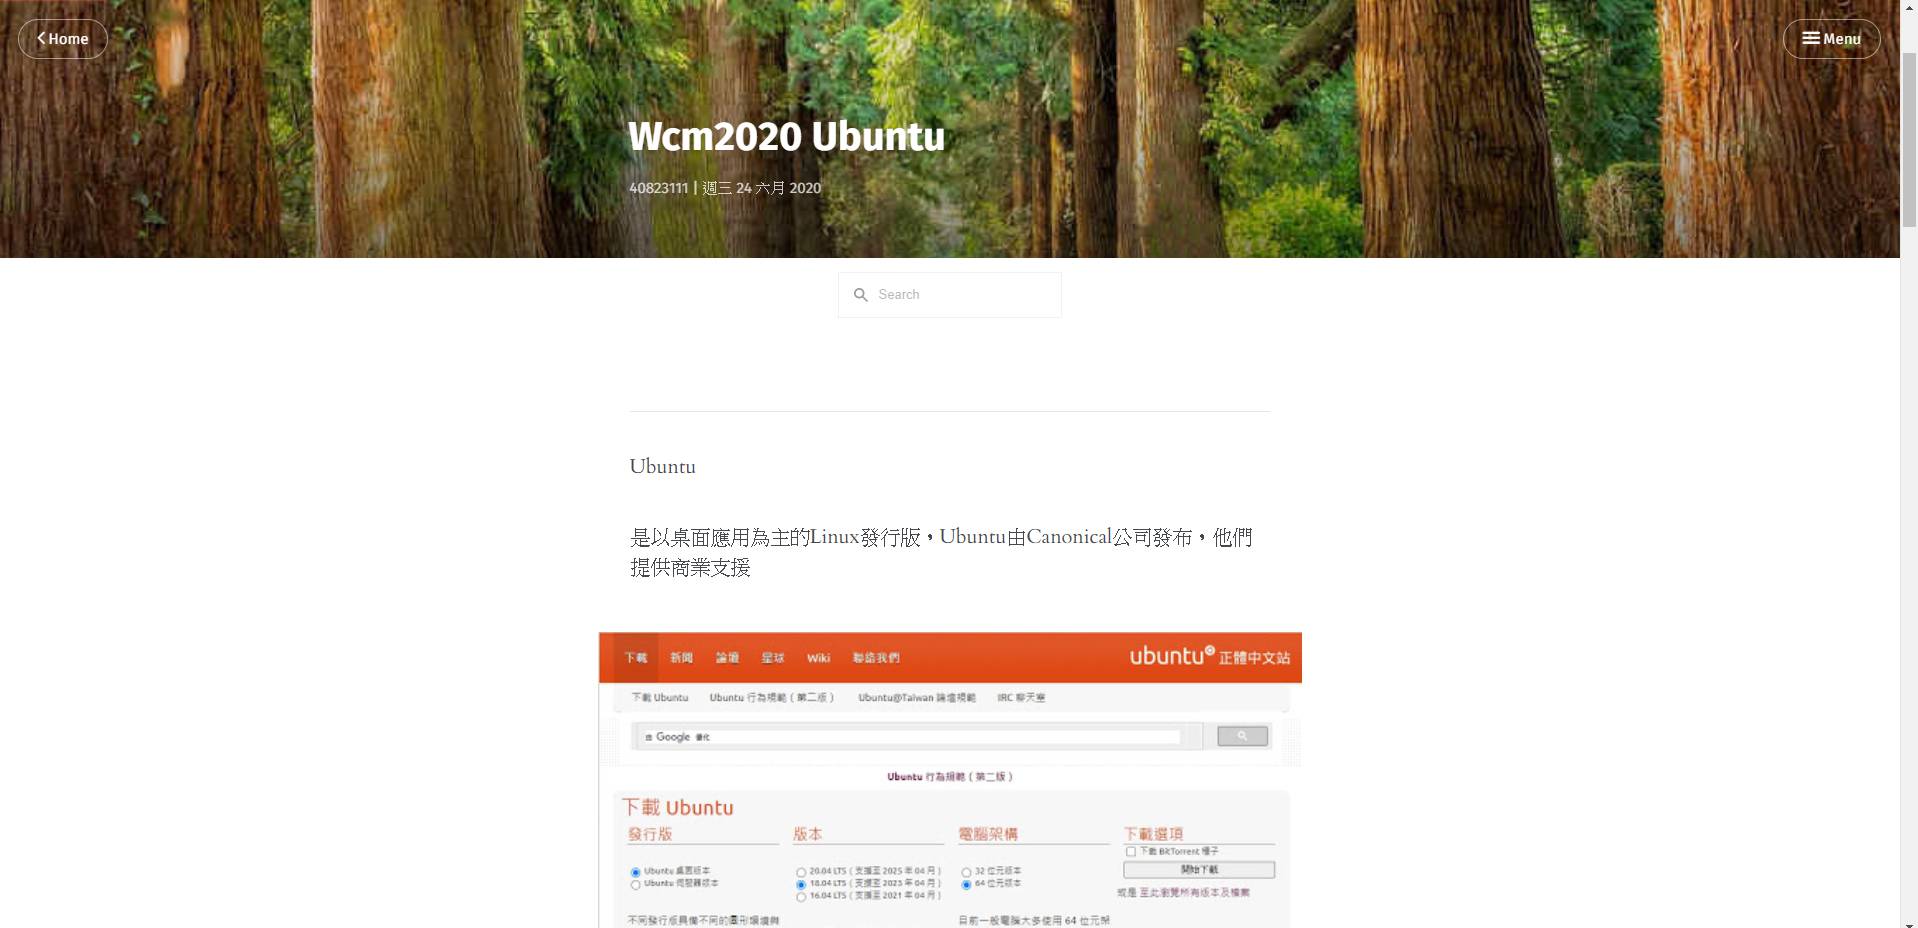 Home
Menu
Wcm2020 Ubuntu
40823111 | 週三 24 六月 2020
Search
Ubuntu
是以桌面應用為主的Linux發行版，Ubuntu由Canonical公司發布，他們
提供商業支援
下載 新聞 論壇 星球 Wiki 聯絡我們
ubuntu 正體中文站
下載 Ubuntu Ubuntu 行為規範 ( 第二版 ) Ubuntu@Taiwan 論壇規範 IRC 聊天室
Google
Ubuntu 行為規範 ( 第二版 )
下載 Ubuntu
發行版 版本 電腦架構 下載選項
下載 BitTorrent 種子
Ubuntu 桌面版本 20.04 LTS ( 支援至 2025 年 04 月 ) 32 位元版本 開始下載
Ubuntu 伺服器版本 18.04 LTS ( 支援至 2023 年 04 月 ) 64 位元版本
16.04 LTS ( 支援至 2021 年 04 月 ) 或是 至此瀏覽所有版本及檔案
不同發行版具備不同的圖形環境與 目前一般電腦大多使用 64 位元架